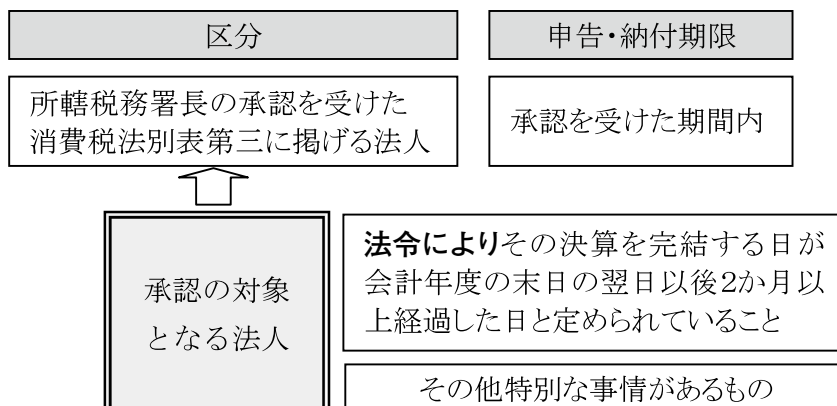 区分
申告・納付期限
所轄税務署長の承認を受けた
消費税法別表第三に掲げる法人
承認を受けた期間内
承認の対象
となる法人
法令によりその決算を完結する日が
会計年度の末日の翌日以後2か月以
上経過した日と定められていること
その他特別な事情があるもの